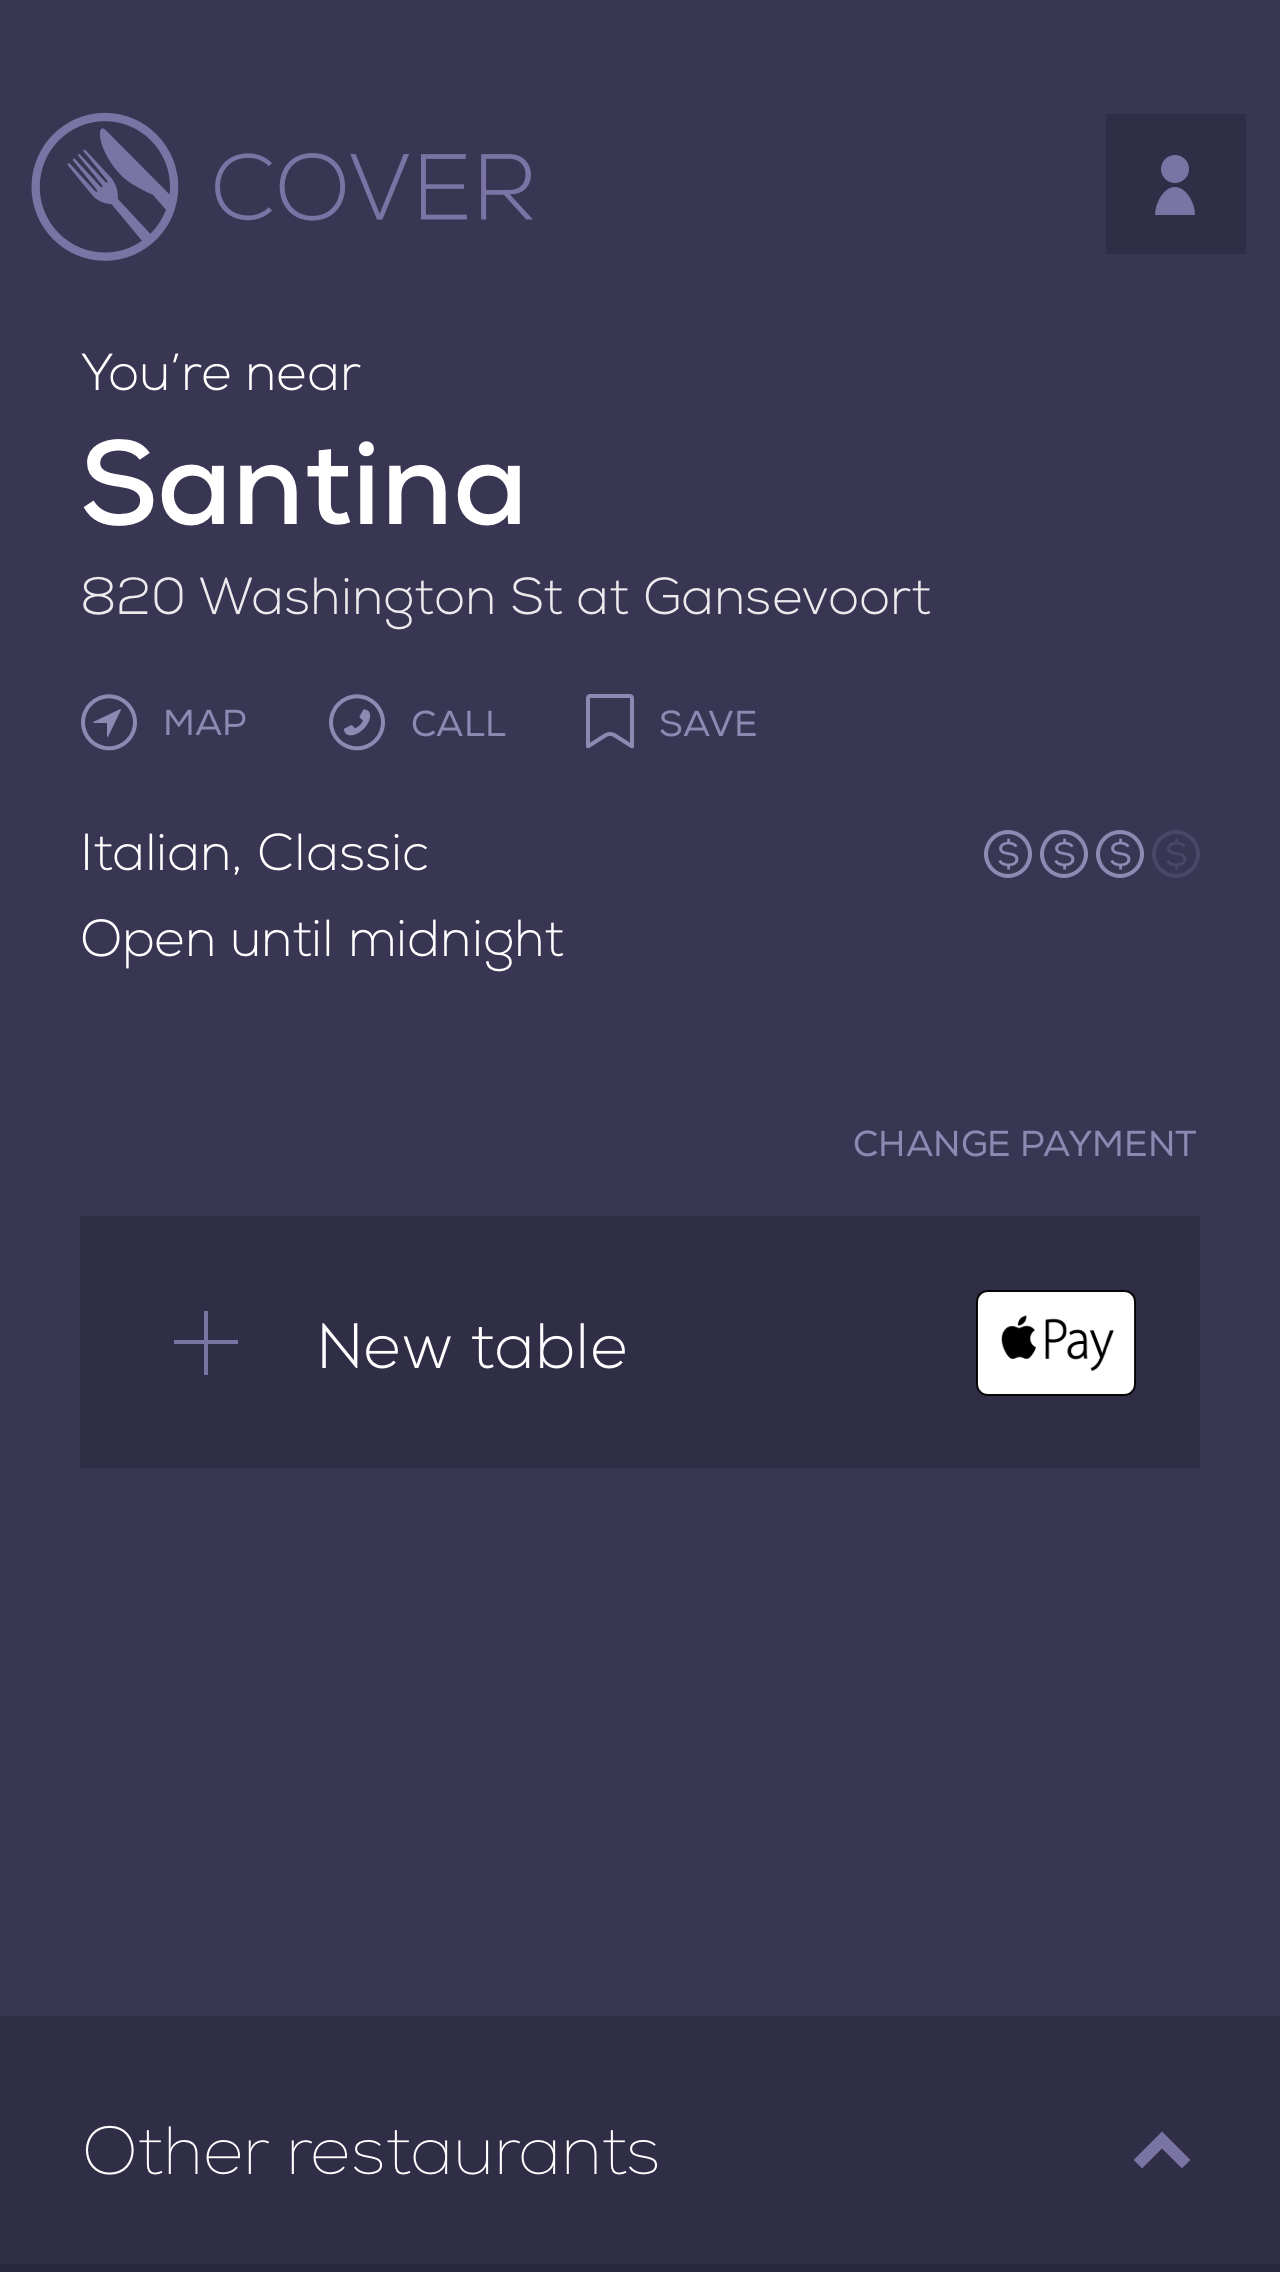 COVER
You're near
Santina
820 Washington St at Gansevoort
MAP CALL SAVE
Italian, Classic $ $ $ $
Open until midnight
CHANGE PAYMENT
New table Pay
Other restaurants